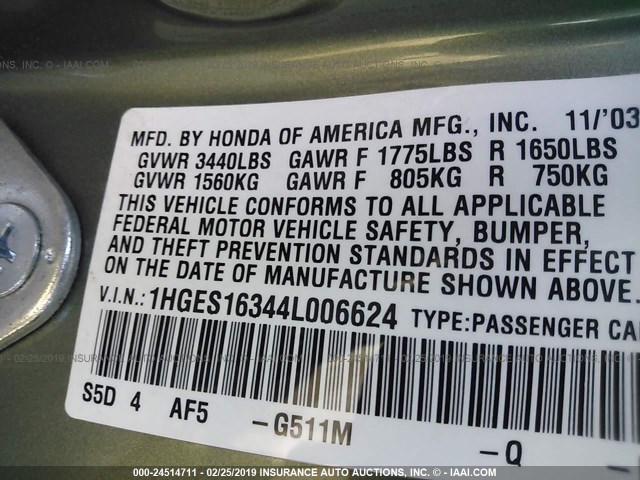 MFD. BY HONDA OF AMERICA MFG., INC. 11/'03
GVWR 3440LBS GAWR F 1775LBS R 1650LBS
GVWR 1560KG GAWR F 805KG R 750KG
THIS VEHICLE CONFORMS TO ALL APPLICABLE
FEDERAL MOTOR VEHICLE SAFETY, BUMPER,
AND THEFT PREVENTION STANDARDS IN EFFECT
ON THE DATE OF MANUFACTURE SHOWN ABOVE.
V.I.N.: 1HGES16344L006624 TYPE:PASSENGER CA
S5D 4 AF5 -G511M -Q
000-24514711 - 02/25/2019 INSURANCE AUTO AUCTIONS, INC. - © - IAAI.COM